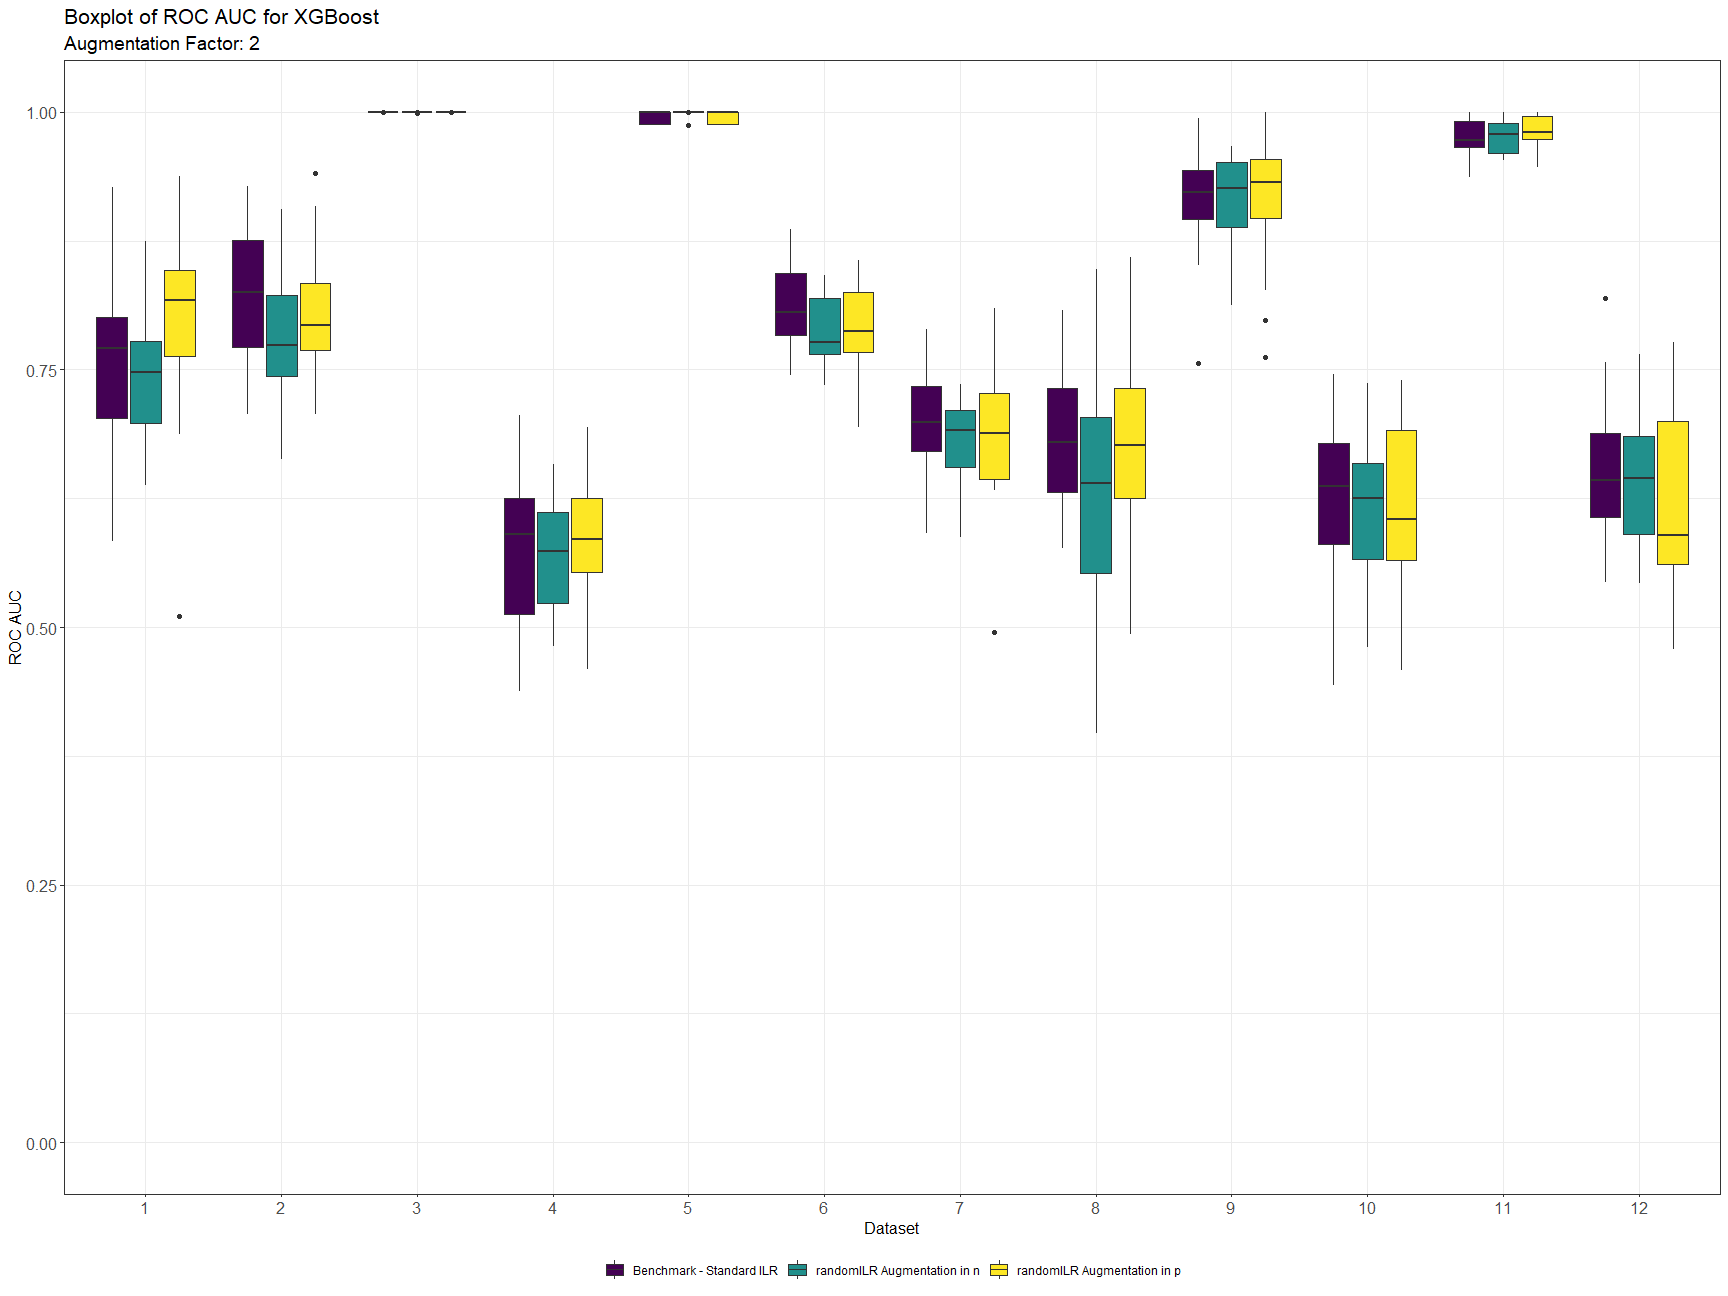 Boxplot of ROC AUC for XGBoost
Augmentation Factor: 2
1.00
0.75
0.50
0.25
0.00
ROC AUC
1 2 3 4 5 6 7 8 9 10 11 12
Dataset
Benchmark - Standard ILR randomILR Augmentation in n randomILR Augmentation in p